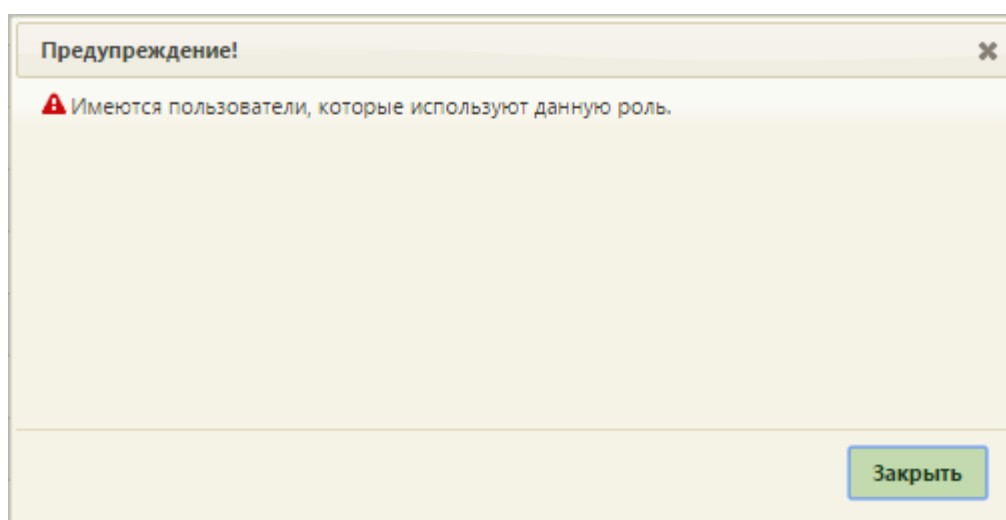 Предупреждение!
Имеются пользователи, которые используют данную роль.
Закрыть